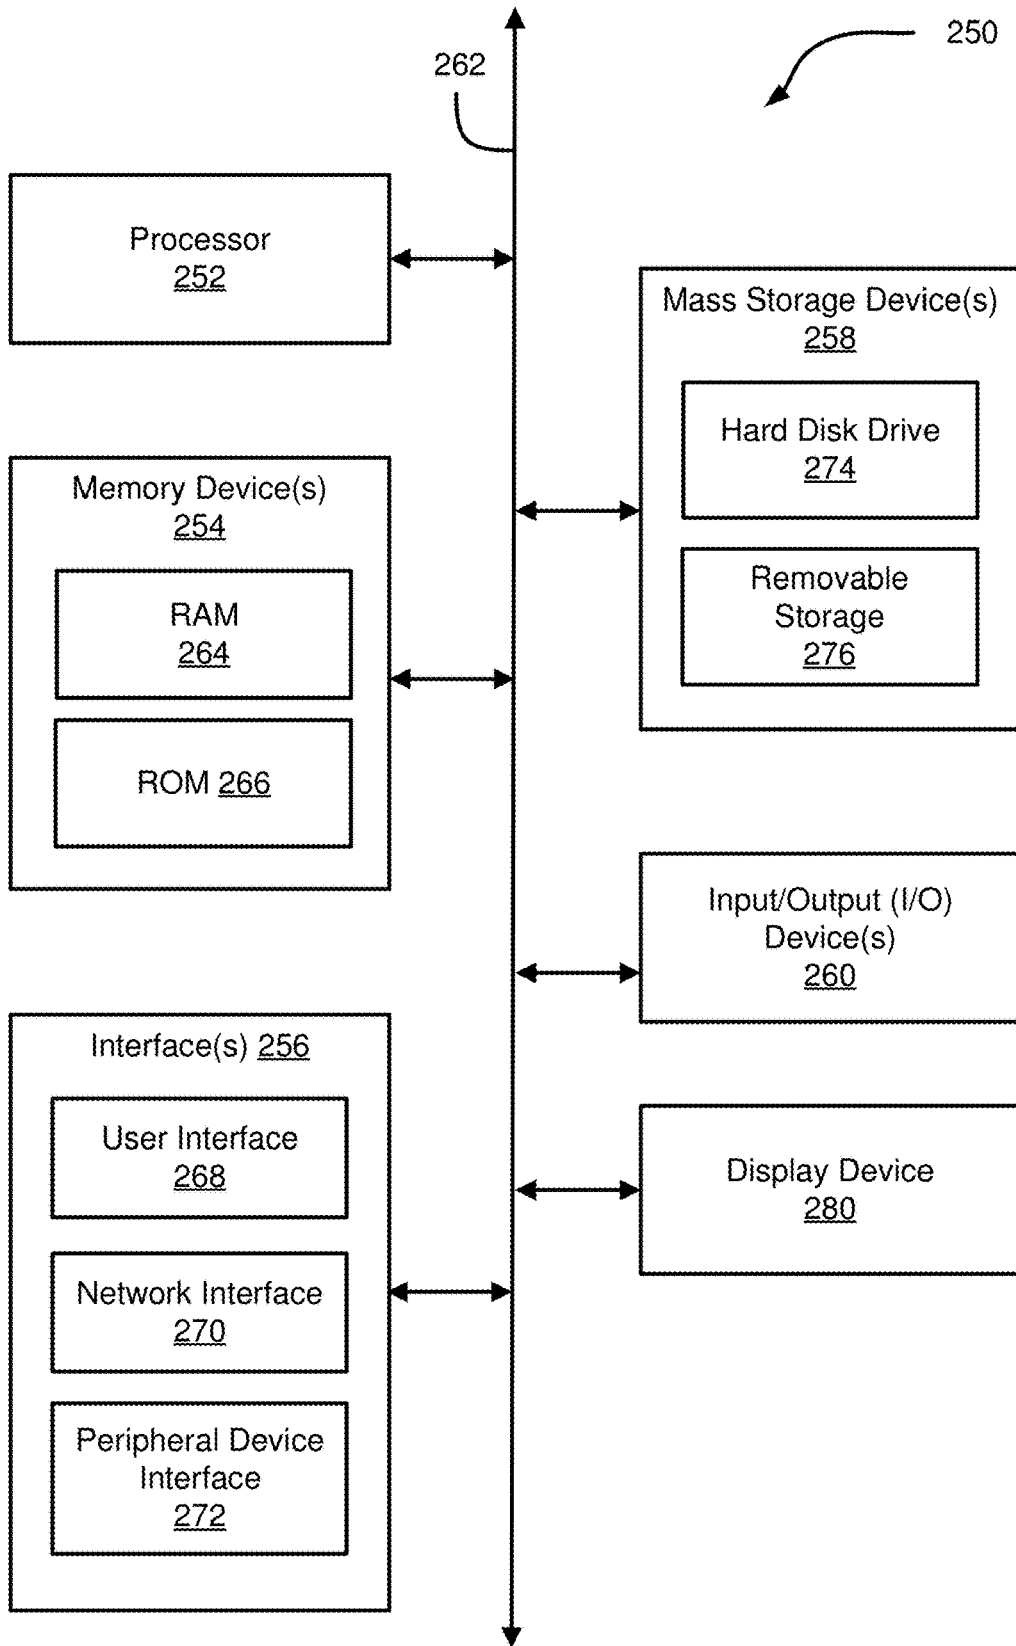 250
262
Processor
252
Mass Storage Device(s)
258
Hard Disk Drive
274
Removable
Storage
276
Memory Device(s)
254
RAM
264
ROM 266
Input/Output (I/O)
Device(s)
260
Interface(s) 256
User Interface
268
Network Interface
270
Peripheral Device
Interface
272
Display Device
280